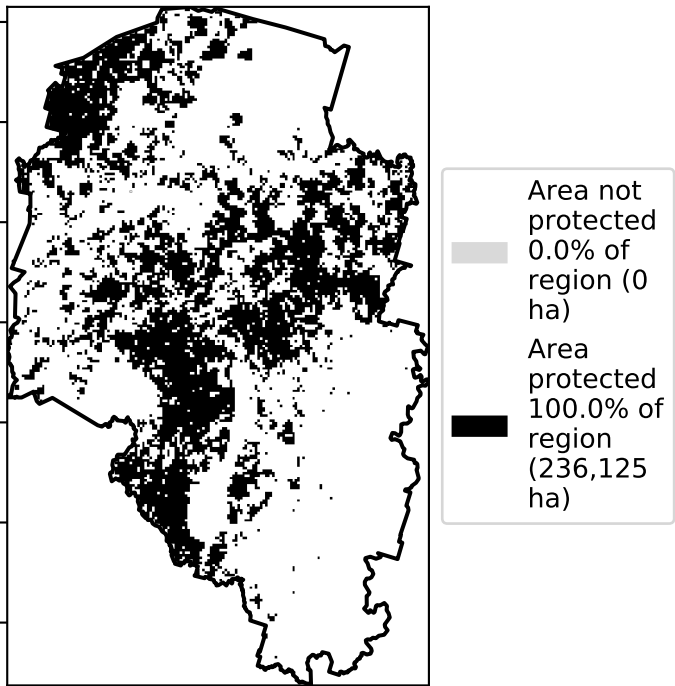 Area not
protected
0.0% of
region (0
ha)
Area
protected
100.0% of
region
(236,125
ha)